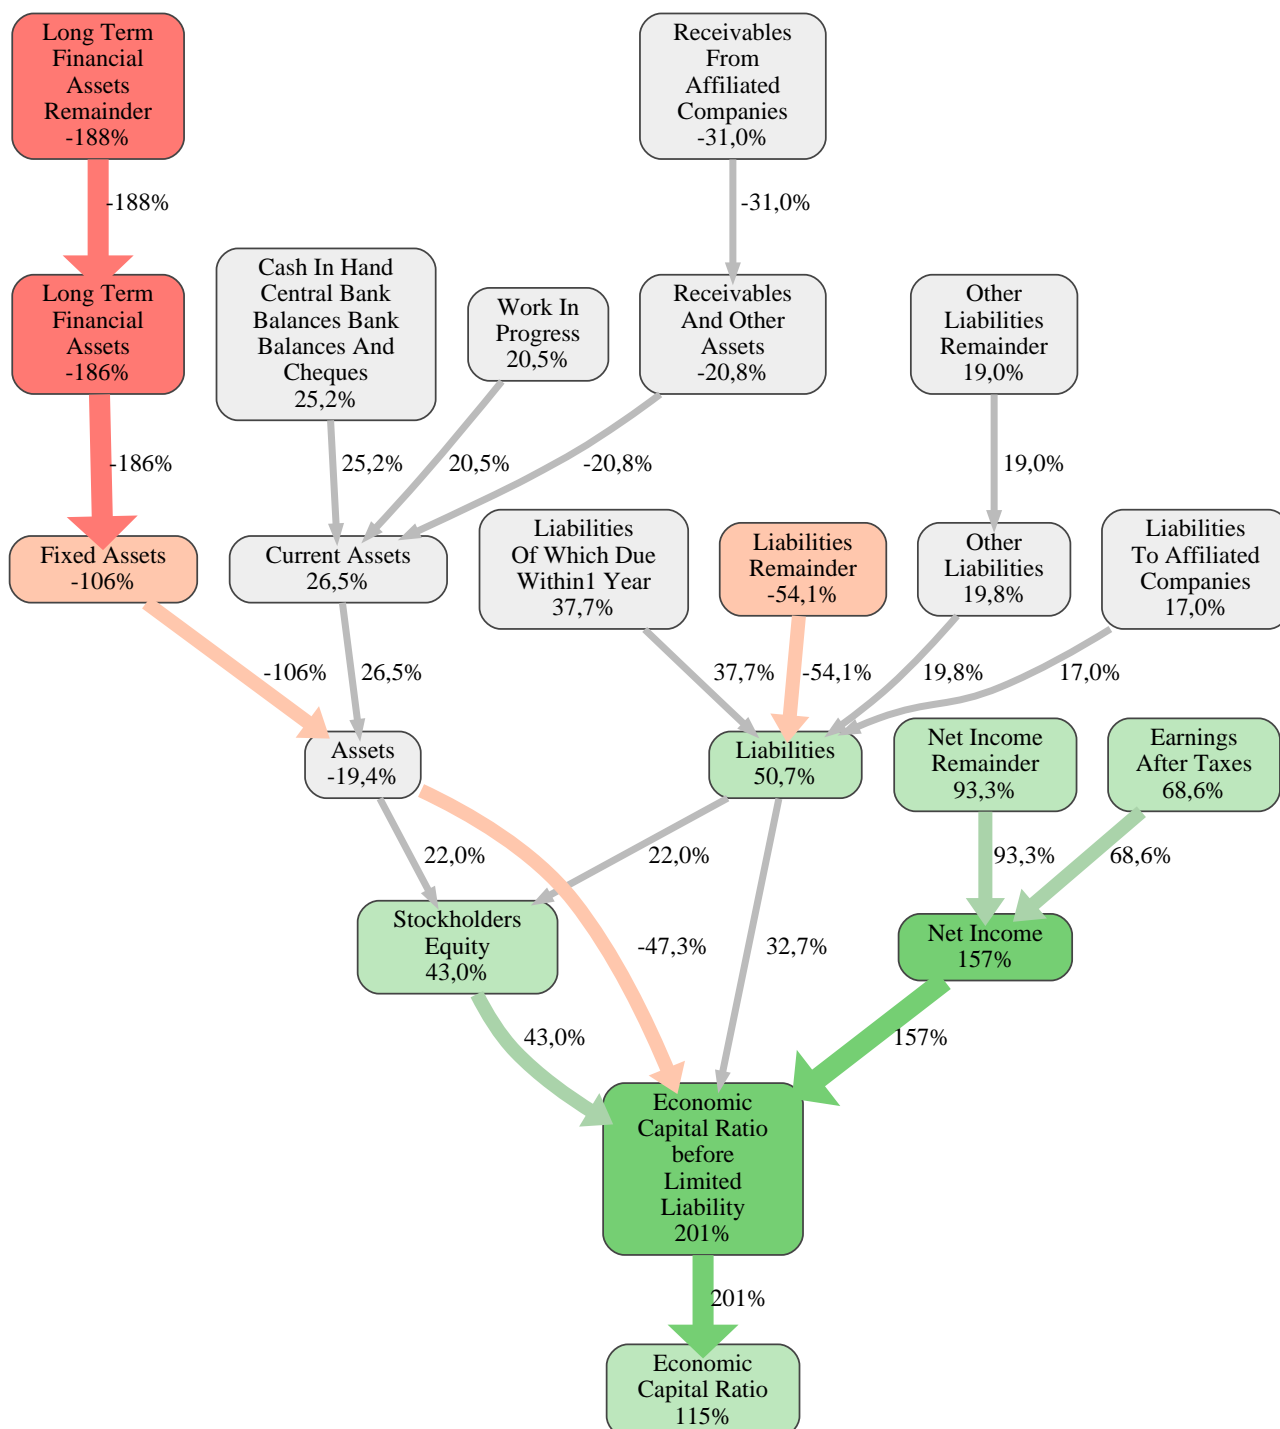 Long Term
Financial
Assets
Remainder
-188%
Receivables
From
Affiliated
Companies
-31,0%
-188%
-31,0%
Long Term
Financial
Assets
-186%
Cash In Hand
Central Bank
Balances Bank
Balances And
Cheques
25,2%
Work In
Progress
20,5%
Receivables
And Other
Assets
-20,8%
Other
Liabilities
Remainder
19,0%
-186%
25,2%
20,5%
-20,8%
19,0%
Fixed Assets
-106%
Current Assets
26,5%
Liabilities
Of Which Due
Within1 Year
37,7%
Liabilities
Remainder
-54,1%
Other
Liabilities
19,8%
Liabilities
To Affiliated
Companies
17,0%
-106%
26,5%
37,7%
-54,1%
19,8%
17,0%
Assets
-19,4%
Liabilities
50,7%
Net Income
Remainder
93,3%
Earnings
After Taxes
68,6%
22,0%
22,0%
93,3%
68,6%
Stockholders
Equity
43,0%
-47,3%
32,7%
Net Income
157%
43,0%
157%
Economic
Capital Ratio
before
Limited
Liability
201%
201%
Economic
Capital Ratio
115%